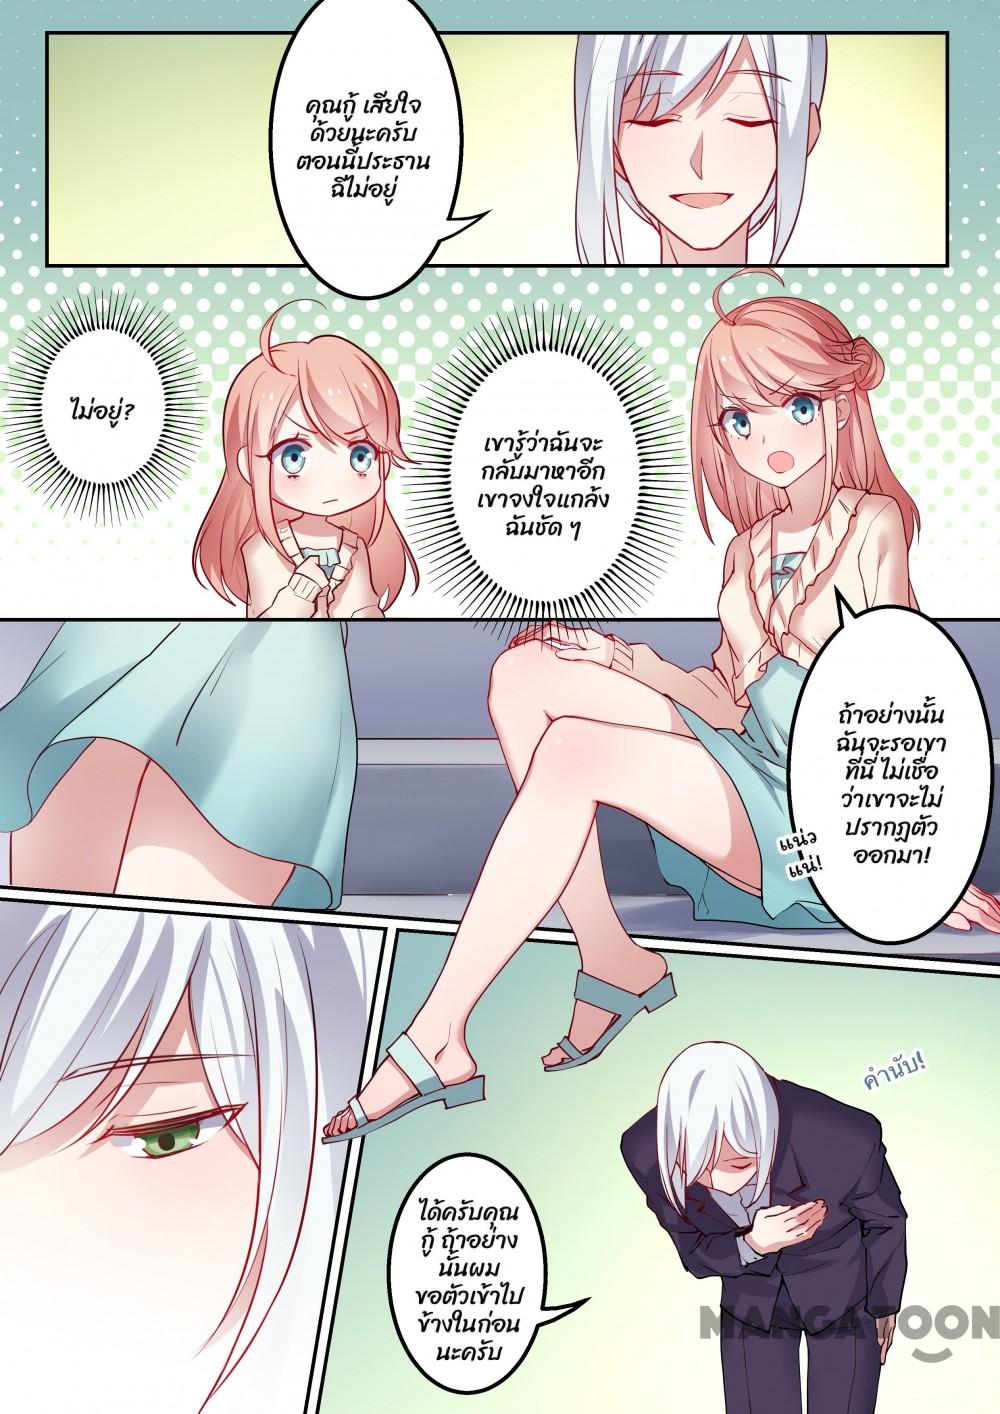 คุณกู้ เสียใจ
ด้วยนะครับ
ตอนนี้ประธาน
ฉีไม่อยู่
ไม่อยู่?
เขารู้ว่าฉันจะ
กลับมาหาอีก
เขาจงใจแกล้ง
ฉันชัด ๆ
ถ้าอย่างนั้น
ฉันจะรอเขา
ที่นี่ ไม่เชื่อ
ว่าเขาจะไม่
ปรากฏตัว
ออกมา!
แน่ว
แน่!
คำนับ!
ได้ครับคุณ
กู้ ถ้าอย่าง
นั้นผม
ขอตัวเข้าไป
ข้างในก่อน
นะครับ
MANGATOON